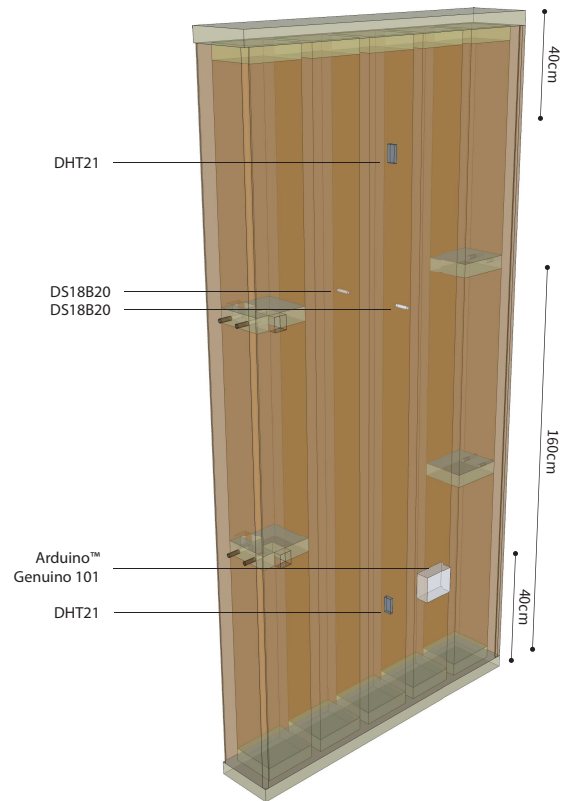 40cm
DHT21
DS18B20
DS18B20
160cm
Arduino™
Genuino 101
40cm
DHT21